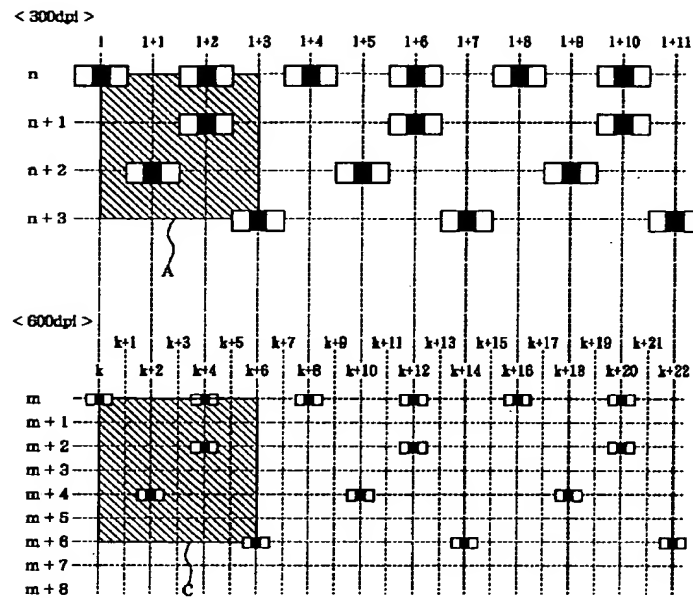 < 300dpi >
l l+1 l+2 l+3 l+4 l+5 l+6 l+7 l+8 l+9 l+10 l+11
n
n + 1
n + 2
n + 3
A
< 600dpi >
k+1 k+3 k+5 k+7 k+9 k+11 k+13 k+15 k+17 k+19 k+21
k k+2 k+4 k+6 k+8 k+10 k+12 k+14 k+16 k+18 k+20 k+22
m
m + 1
m + 2
m + 3
m + 4
m + 5
m + 6
m + 7
m + 8
C